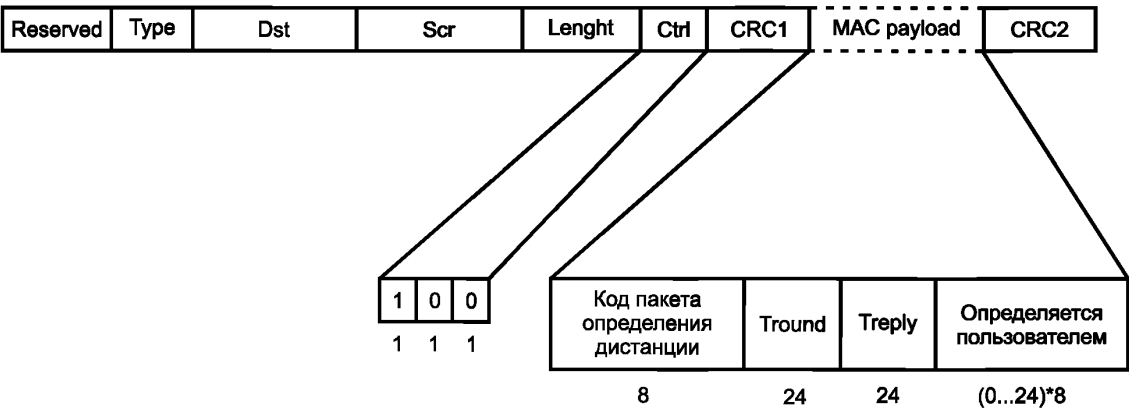 Reserved Type Dst Scr Lenght Ctrl CRC1 MAC payload CRC2
1 0 0
1 1 1
Код пакета
определения
дистанции
Tround
Treply
Определяется
пользователем
8 24 24 (0...24)*8